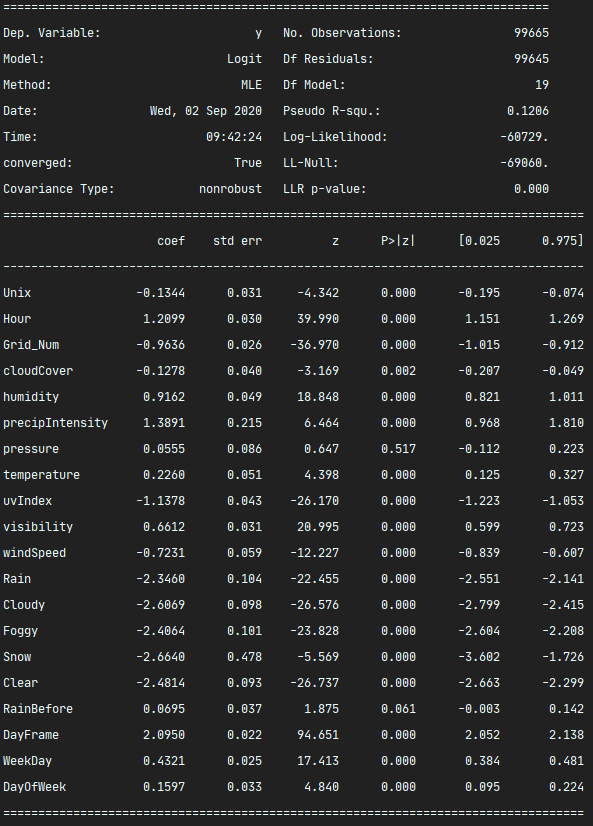 ==============================================================================
Dep. Variable:                      y   No. Observations:                99665
Model:                          Logit   Df Residuals:                    99645
Method:                           MLE   Df Model:                           19
Date:                Wed, 02 Sep 2020   Pseudo R-squ.:                  0.1206
Time:                        09:42:24   Log-Likelihood:                -60729.
converged:                       True   LL-Null:                       -69060.
Covariance Type:            nonrobust   LLR p-value:                     0.000
===================================================================================
                      coef    std err          z      P>|z|      [0.025      0.975]
-----------------------------------------------------------------------------------
Unix               -0.1344      0.031     -4.342      0.000      -0.195      -0.074
Hour                1.2099      0.030     39.990      0.000       1.151       1.269
Grid_Num           -0.9636      0.026    -36.970      0.000      -1.015      -0.912
cloudCover         -0.1278      0.040     -3.169      0.002      -0.207      -0.049
humidity            0.9162      0.049     18.848      0.000       0.821       1.011
precipIntensity     1.3891      0.215      6.464      0.000       0.968       1.810
pressure            0.0555      0.086      0.647      0.517      -0.112       0.223
temperature         0.2260      0.051      4.398      0.000       0.125       0.327
uvIndex            -1.1378      0.043    -26.170      0.000      -1.223      -1.053
visibility          0.6612      0.031     20.995      0.000       0.599       0.723
windSpeed          -0.7231      0.059    -12.227      0.000      -0.839      -0.607
Rain               -2.3460      0.104    -22.455      0.000      -2.551      -2.141
Cloudy             -2.6069      0.098    -26.576      0.000      -2.799      -2.415
Foggy              -2.4064      0.101    -23.828      0.000      -2.604      -2.208
Snow               -2.6640      0.478     -5.569      0.000      -3.602      -1.726
Clear              -2.4814      0.093    -26.737      0.000      -2.663      -2.299
RainBefore          0.0695      0.037      1.875      0.061      -0.003       0.142
DayFrame            2.0950      0.022     94.651      0.000       2.052       2.138
WeekDay             0.4321      0.025     17.413      0.000       0.384       0.481
DayOfWeek           0.1597      0.033      4.840      0.000       0.095       0.224
===================================================================================